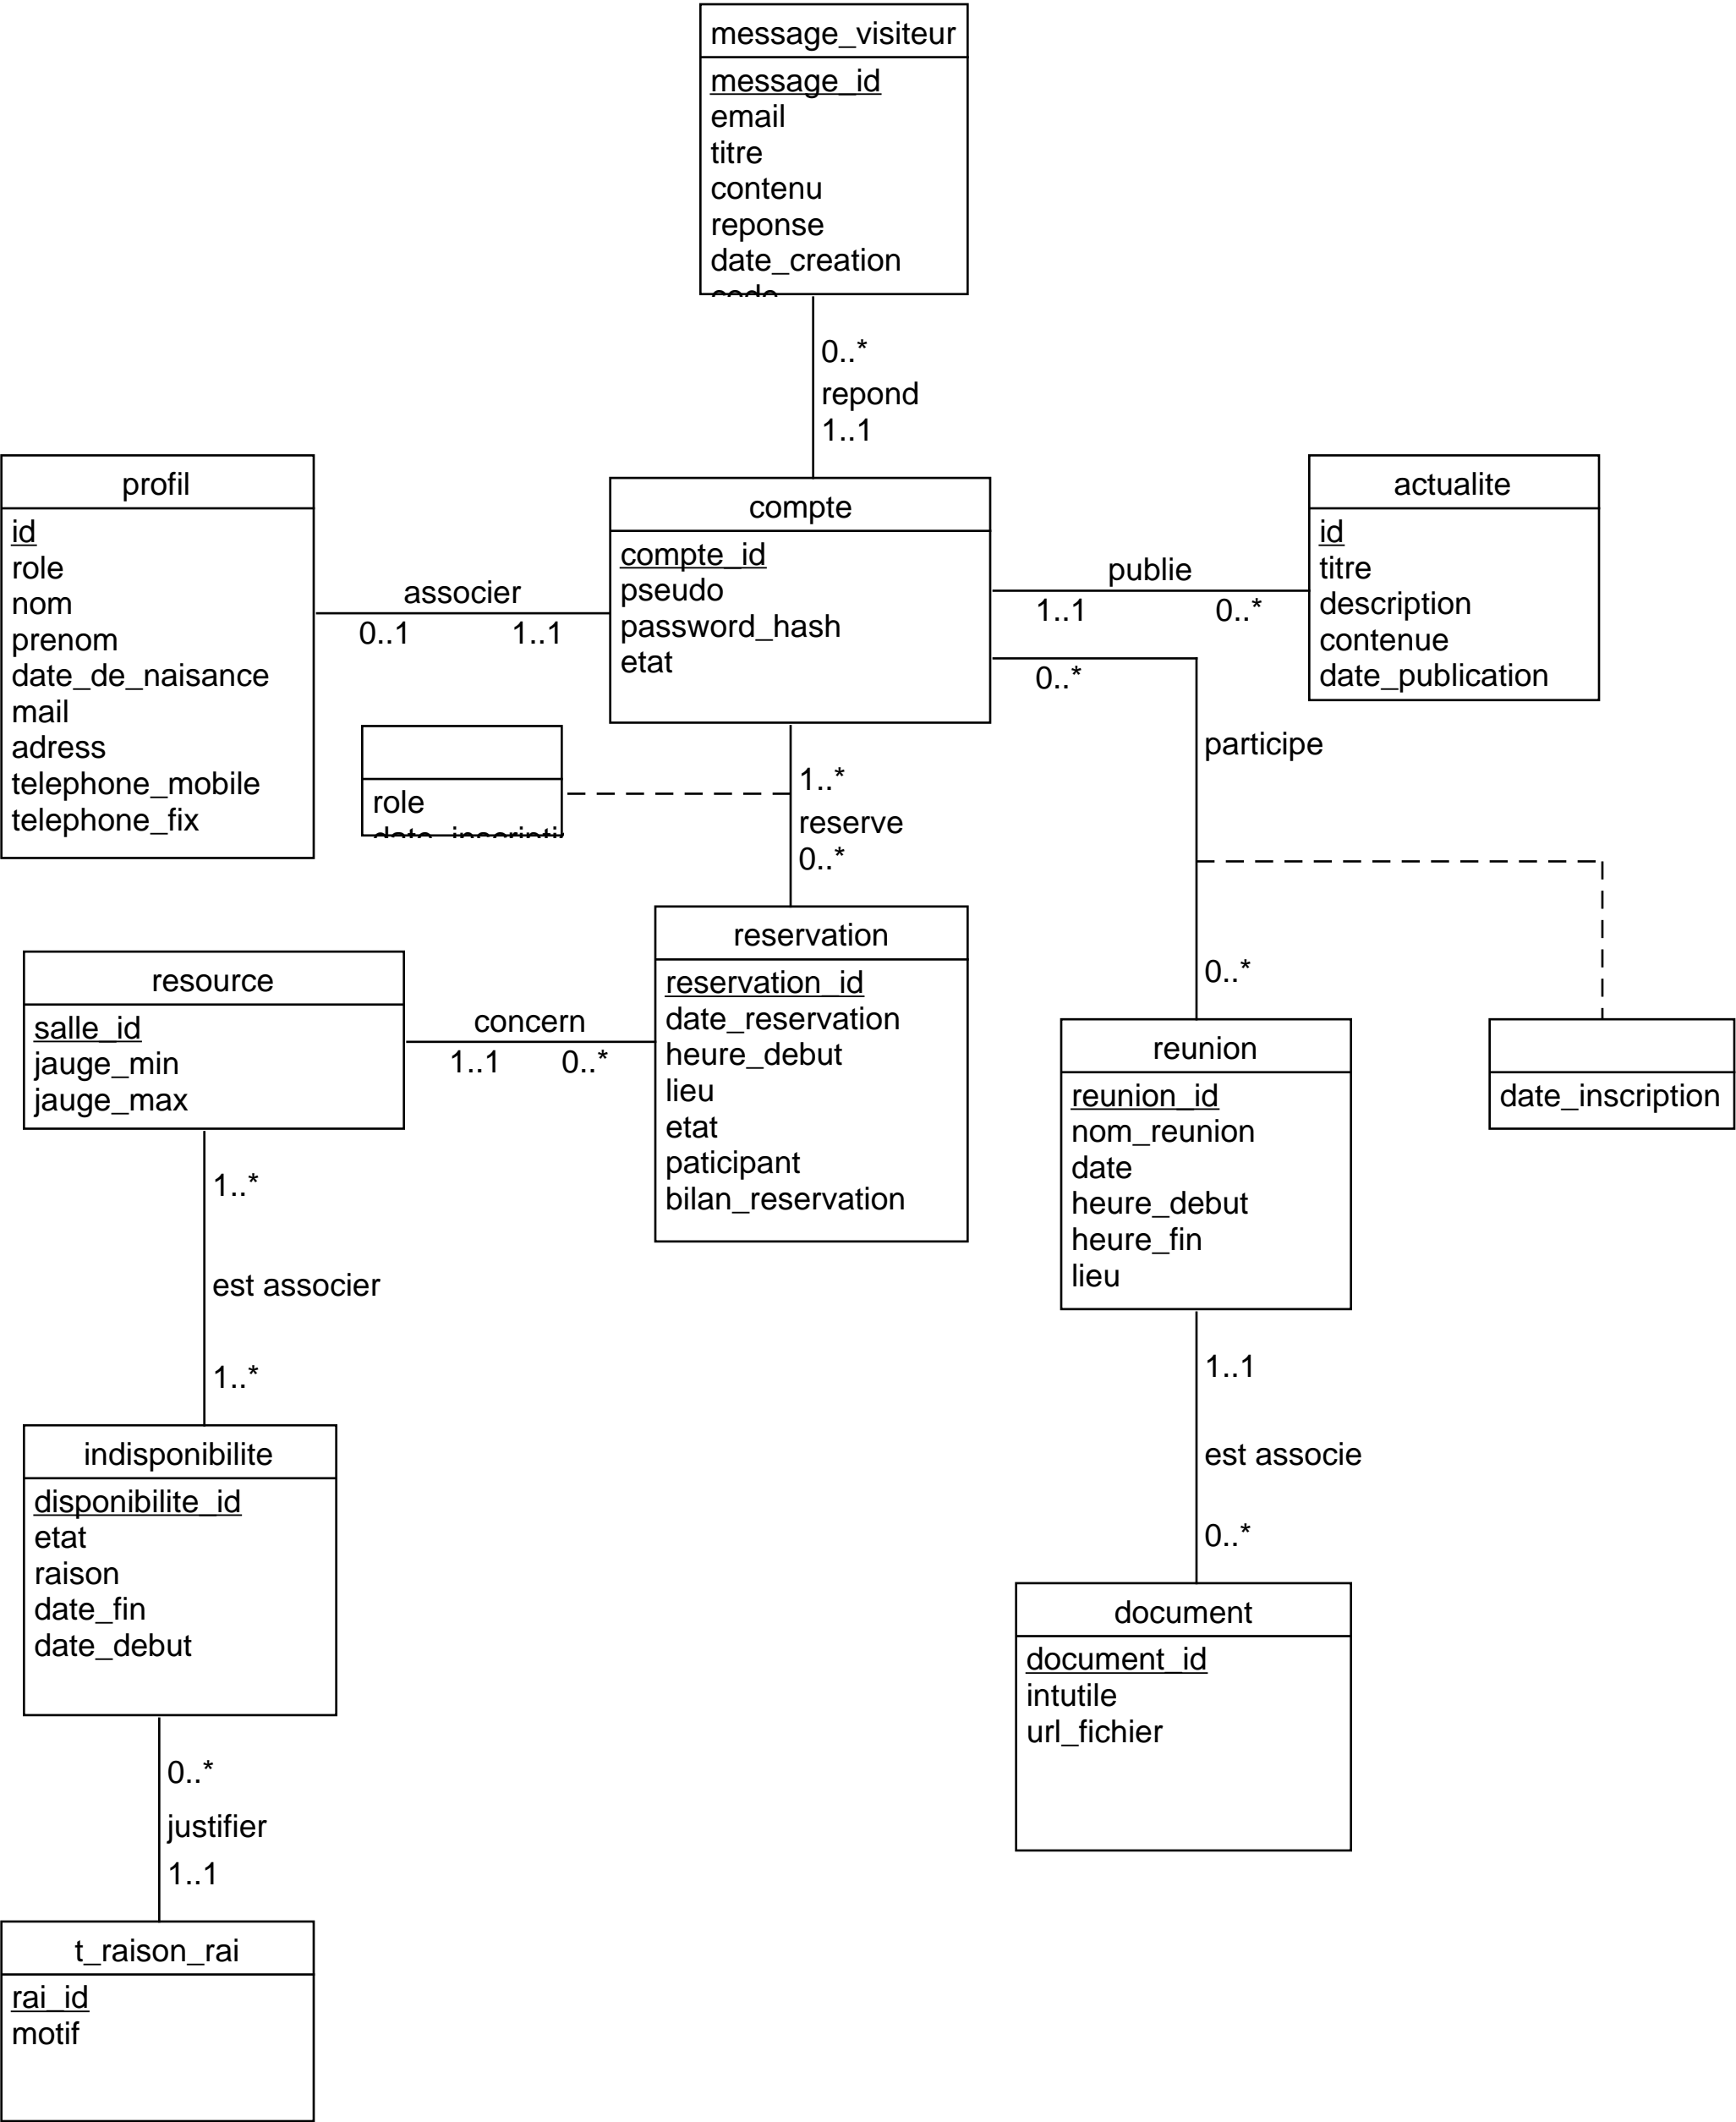 message_visiteur
message_id
email
titre
contenu
reponse
date_creation
0..*
repond
1..1
profil
id
role
nom
prenom
date_de_naisance
mail
adress
telephone_mobile
telephone_fix
associer
0..1
1..1
compte
compte_id
pseudo
password_hash
etat
publie
1..1
0..*
actualite
id
titre
description
contenue
date_publication
0..*
participe
0..*
role
1..*
reserve
0..*
resource
salle_id
jauge_min
jauge_max
concern
1..1
0..*
reservation
reservation_id
date_reservation
heure_debut
lieu
etat
paticipant
bilan_reservation
reunion
reunion_id
nom_reunion
date
heure_debut
heure_fin
lieu
date_inscription
1..*
est associer
1..*
1..1
est associe
0..*
indisponibilite
disponibilite_id
etat
raison
date_fin
date_debut
document
document_id
intutile
url_fichier
0..*
justifier
1..1
t_raison_rai
rai_id
motif